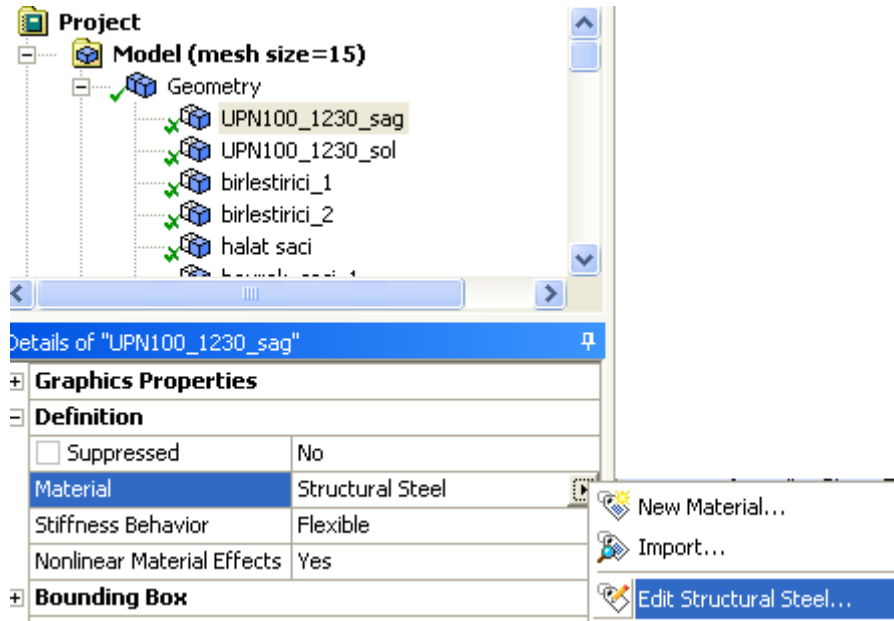 Project
Model (mesh size=15)
Geometry
UPN100_1230_sag
UPN100_1230_sol
birlestirici_1
birlestirici_2
halat saci
Details of "UPN100_1230_sag"
Graphics Properties
Definition
Suppressed No
Material Structural Steel
New Material...
Stiffness Behavior Flexible
Import...
Nonlinear Material Effects Yes
Edit Structural Steel...
Bounding Box